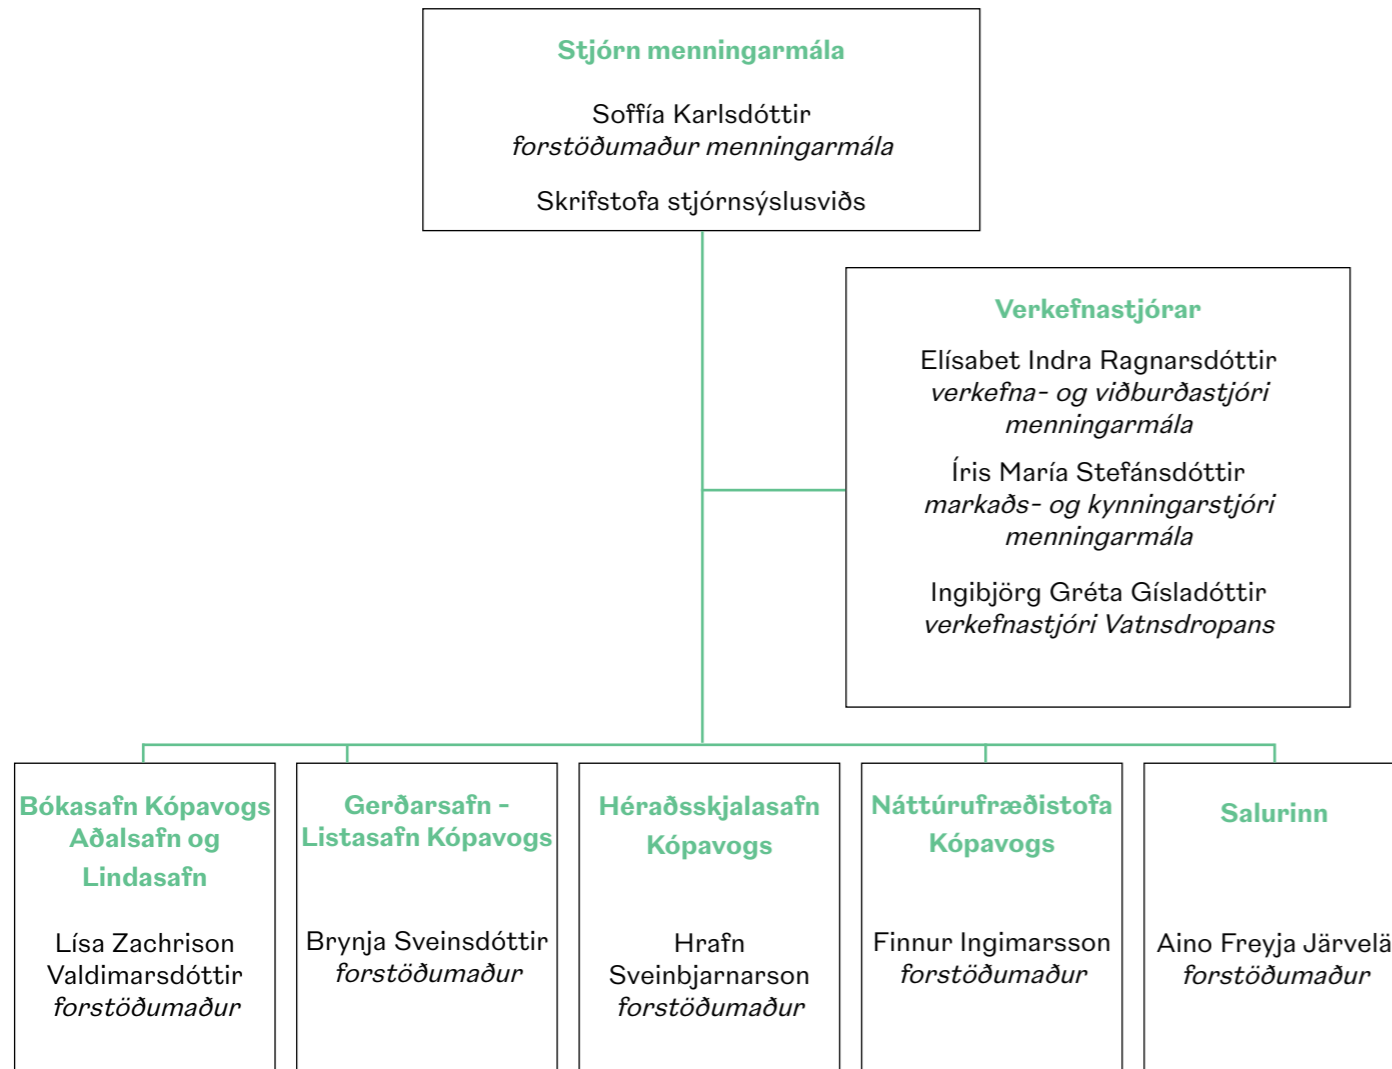 Stjórn menningarmála
Soffía Karlsdóttir
forstöðumaður menningarmála
Skrifstofa stjórnsýslusviðs
Verkefnastjórar
Elísabet Indra Ragnarsdóttir
verkefna- og viðburðastjóri
menningarmála
Íris María Stefánsdóttir
markaðs- og kynningarstjóri
menningarmála
Ingibjörg Gréta Gísladóttir
verkefnastjóri Vatnsdropans
Bókasafn Kópavogs
Aðalsafn og
Lindasafn
Lísa Zachrison
Valdimarsdóttir
forstöðumaður
Gerðarsafn -
Listasafn Kópavogs
Brynja Sveinsdóttir
forstöðumaður
Héraðsskjalasafn
Kópavogs
Hrafn
Sveinbjarnarson
forstöðumaður
Náttúrufræðistofa
Kópavogs
Finnur Ingimarsson
forstöðumaður
Salurinn
Aino Freyja Järvelä
forstöðumaður